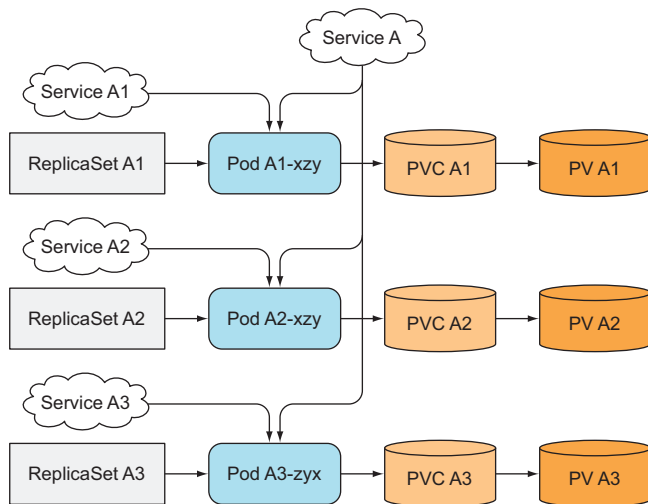 Service A
Service A1
ReplicaSet A1
Pod A1-xzy
PVC A1
PV A1
Service A2
ReplicaSet A2
Pod A2-xzy
PVC A2
PV A2
Service A3
ReplicaSet A3
Pod A3-zyx
PVC A3
PV A3